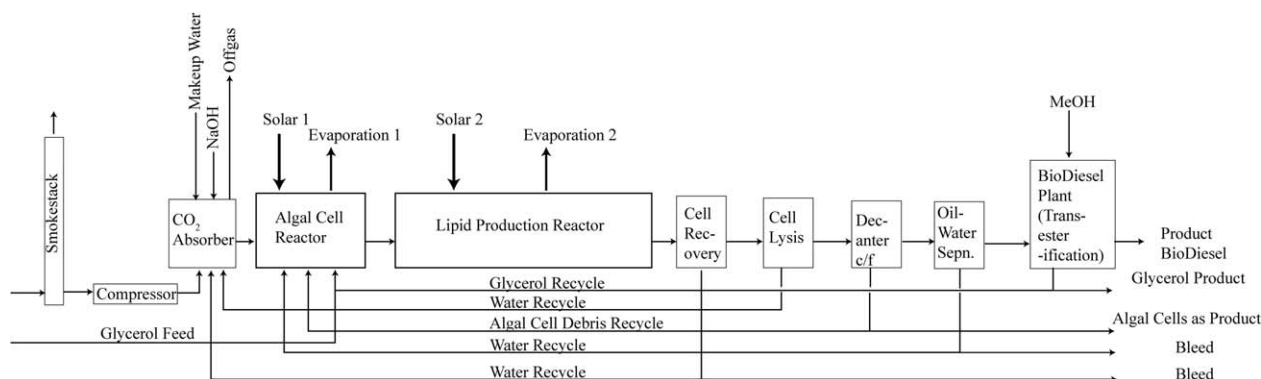 Makeup Water
NaOH
Offgas
MeOH
Solar 1
Evaporation 1
Solar 2
Evaporation 2
Smokestack
CO2
Absorber
Algal Cell
Reactor
Lipid Production Reactor
Cell
Rec-
overy
Cell
Lysis
Dec-
anter
c/f
Oil-
Water
Sepn.
BioDiesel
Plant
(Trans-
ester
-ification)
Product
BioDiesel
Compressor
Glycerol Recycle
Glycerol Product
Water Recycle
Algal Cell Debris Recycle
Algal Cells as Product
Glycerol Feed
Water Recycle
Bleed
Water Recycle
Bleed